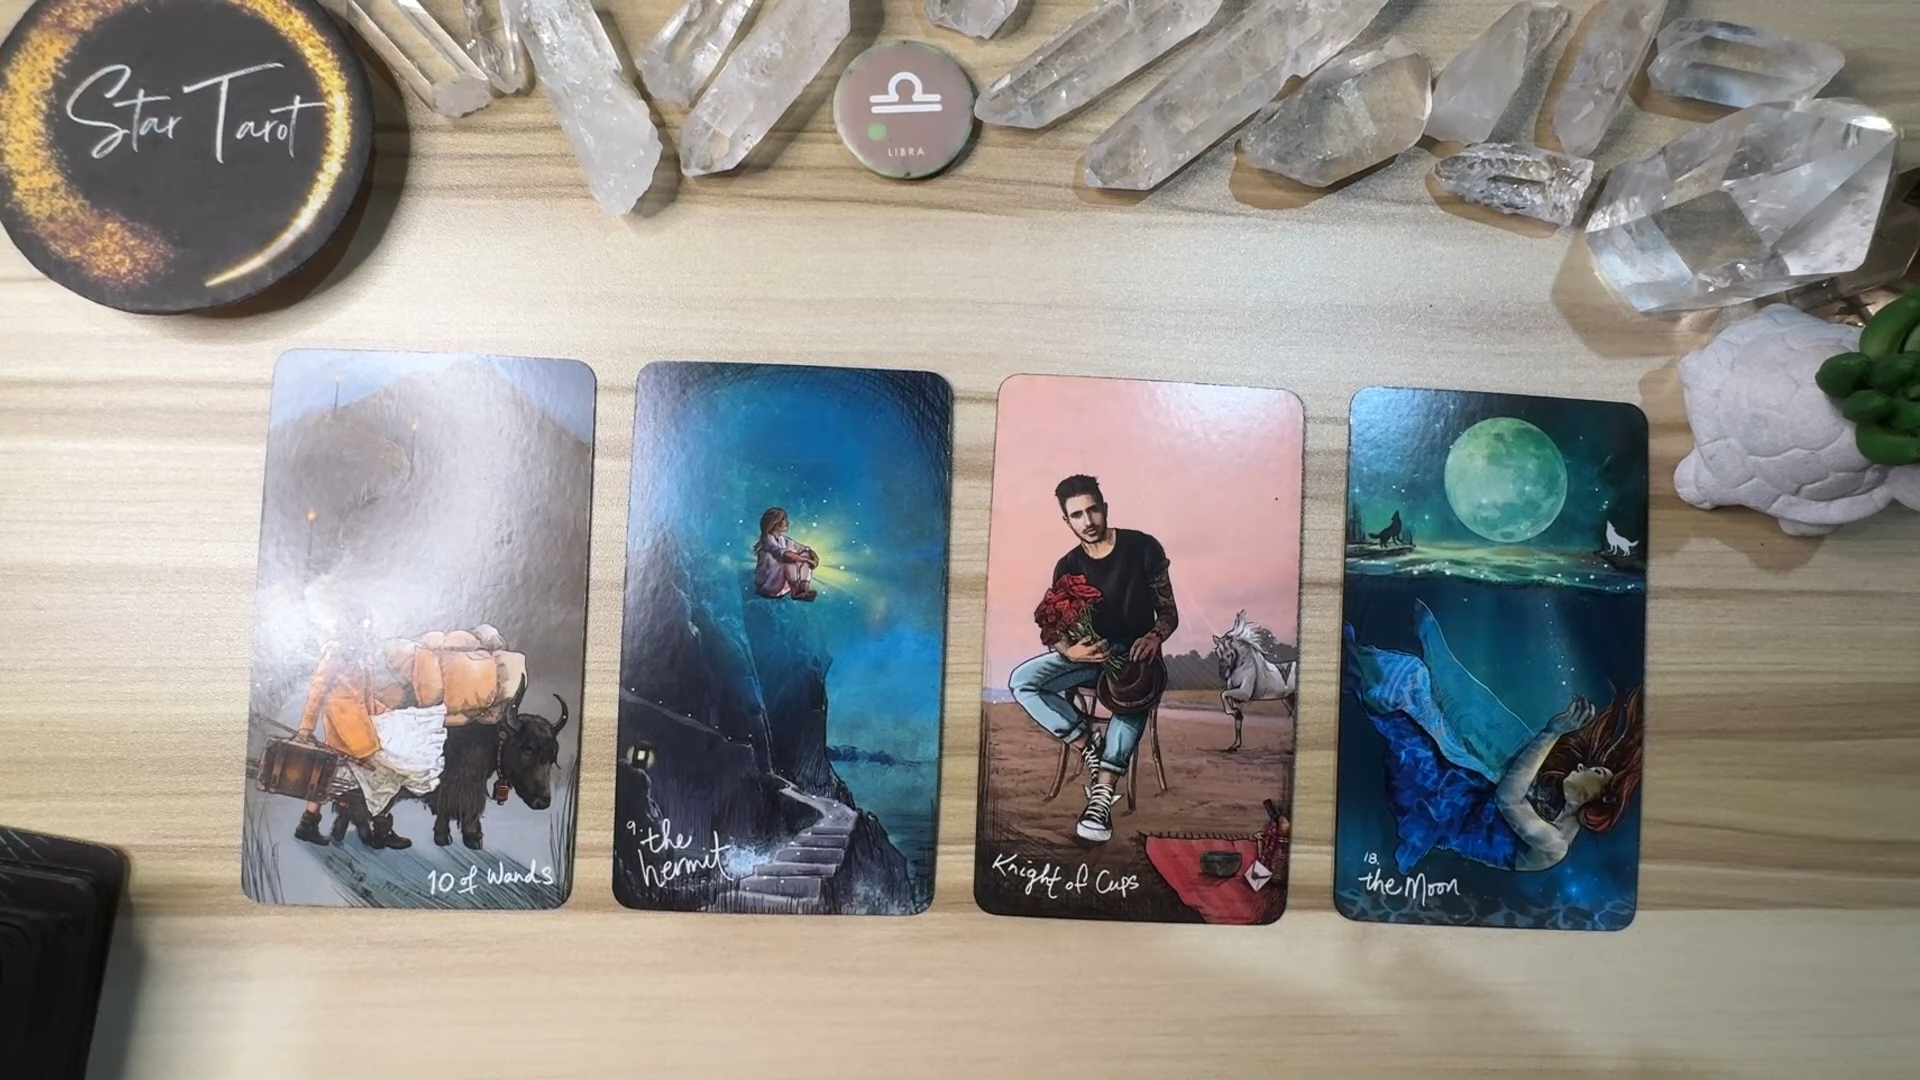 Star Tarot
LIBRA
10 of Wands
9.
the
hermit
Knight of Cups
18.
the Moon